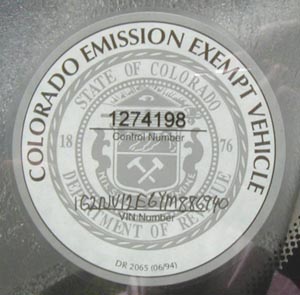 COLORADO EMISSION EXEMPT VEHICLE
STATE OF COLORADO
1274198
Control Number
18 76
1G2NV12E6YM886940
VIN Number
DEPARTMENT OF REVENUE
DR 2065 (06/94)